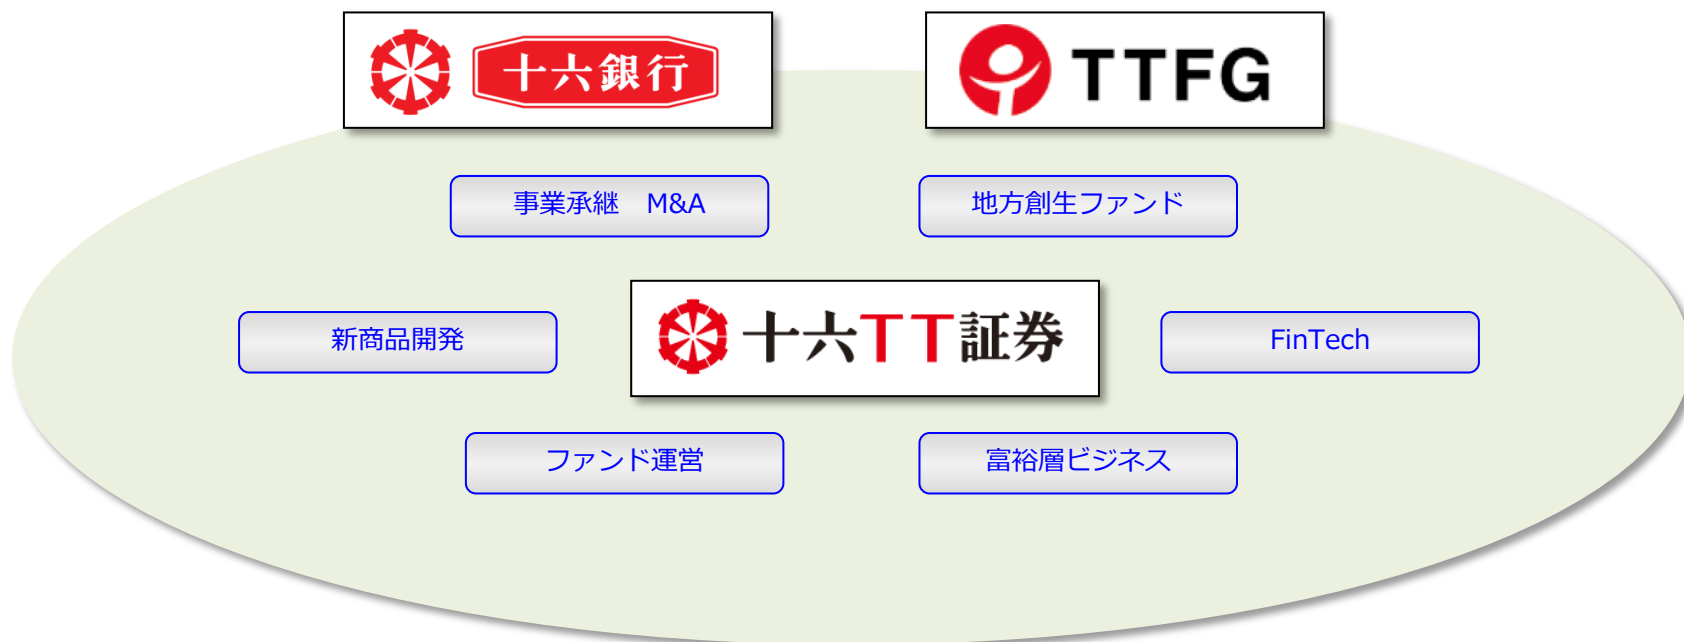 十六銀行
TTFG
事業承継　M&A
地方創生ファンド
新商品開発
十六TT証券
FinTech
ファンド運営
富裕層ビジネス